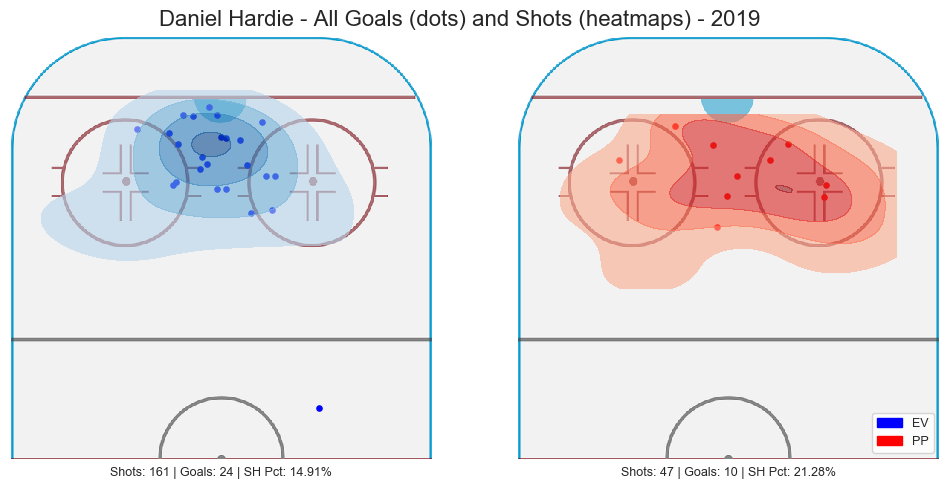 Daniel Hardie - All Goals (dots) and Shots (heatmaps) - 2019
EV
PP
Shots: 161 | Goals: 24 | SH Pct: 14.91%
Shots: 47 | Goals: 10 | SH Pct: 21.28%